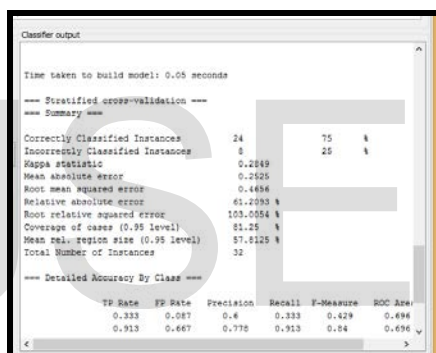 Classifier output
Time taken to build model: 0.05 seconds
=== Stratified cross-validation ===
=== Summary ===
Correctly Classified Instances 24 75 %
Incorrectly Classified Instances 8 25 %
Kappa statistic 0.2849
Mean absolute error 0.2525
Root mean squared error 0.4656
Relative absolute error 61.2093 %
Root relative squared error 103.0054 %
Coverage of cases (0.95 level) 81.25 %
Mean rel. region size (0.95 level) 57.8125 %
Total Number of Instances 32
=== Detailed Accuracy By Class ===
TP Rate FP Rate Precision Recall F-Measure ROC Are
0.333 0.087 0.6 0.333 0.429 0.696
0.913 0.667 0.778 0.913 0.84 0.696